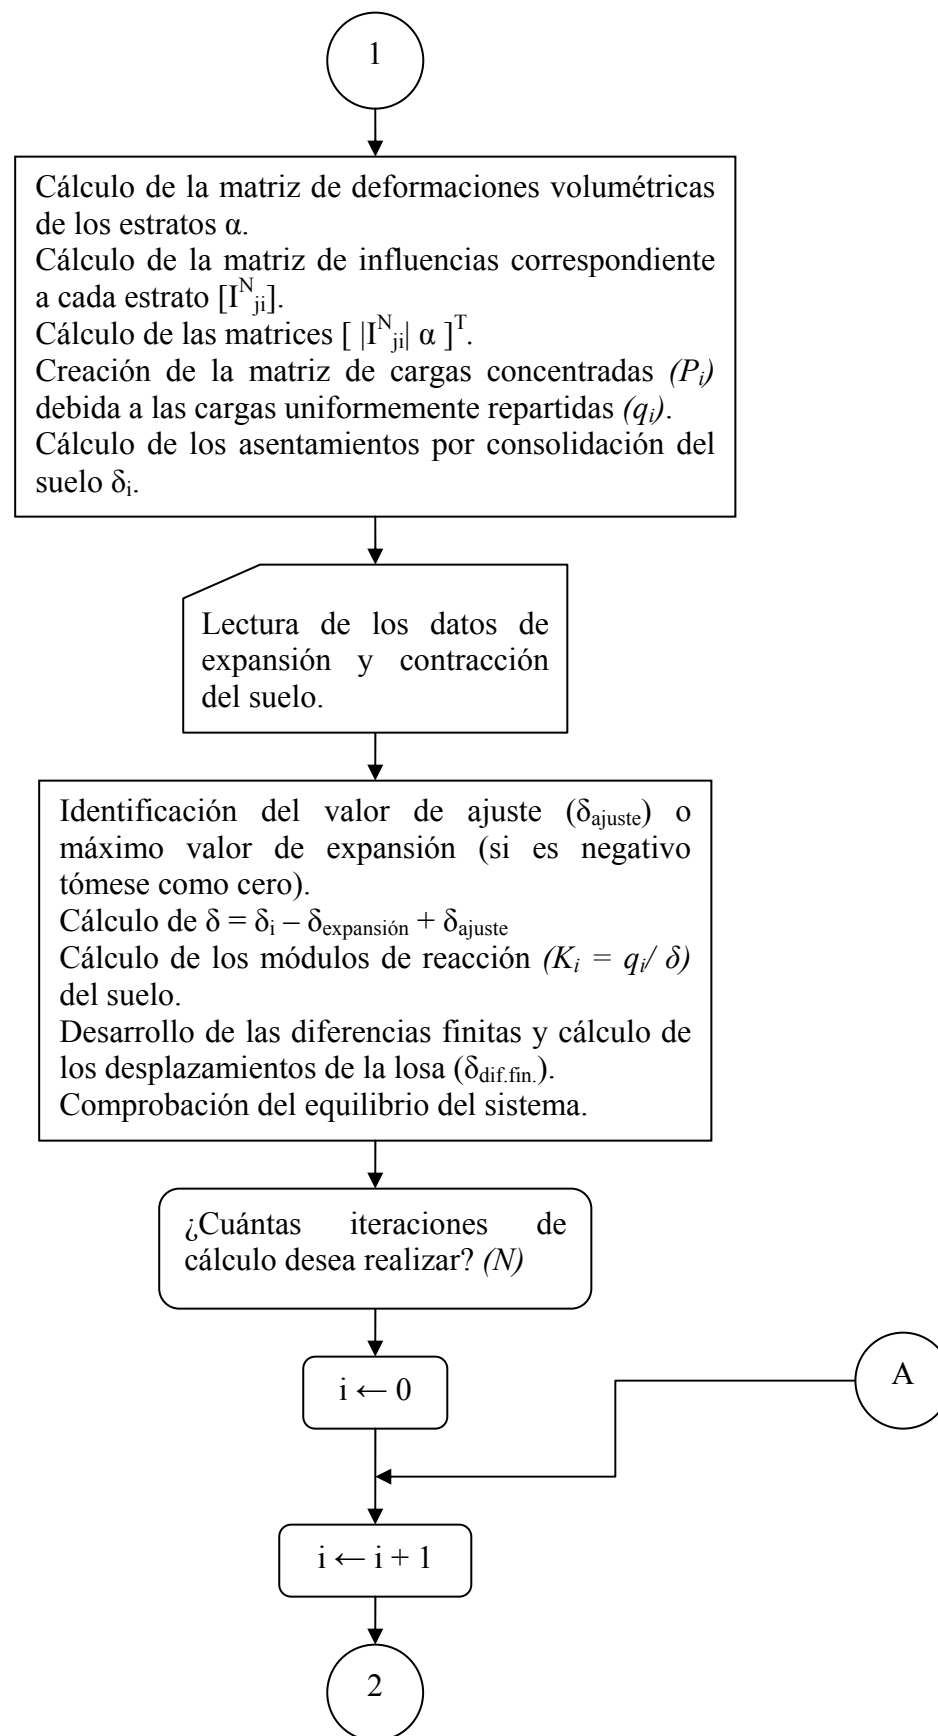 1
Cálculo de la matriz de deformaciones volumétricas
de los estratos α.
Cálculo de la matriz de influencias correspondiente
a cada estrato [I^N_ji].
Cálculo de las matrices [ |I^N_ji| α ]^T.
Creación de la matriz de cargas concentradas (P_i)
debida a las cargas uniformemente repartidas (q_i).
Cálculo de los asentamientos por consolidación del
suelo δ_i.
Lectura de los datos de
expansión y contracción
del suelo.
Identificación del valor de ajuste (δ_ajuste) o
máximo valor de expansión (si es negativo
tómese como cero).
Cálculo de δ = δ_i – δ_expansión + δ_ajuste
Cálculo de los módulos de reacción (K_i = q_i/ δ)
del suelo.
Desarrollo de las diferencias finitas y cálculo de
los desplazamientos de la losa (δ_dif.fin.).
Comprobación del equilibrio del sistema.
¿Cuántas iteraciones de
cálculo desea realizar? (N)
i ← 0
A
i ← i + 1
2